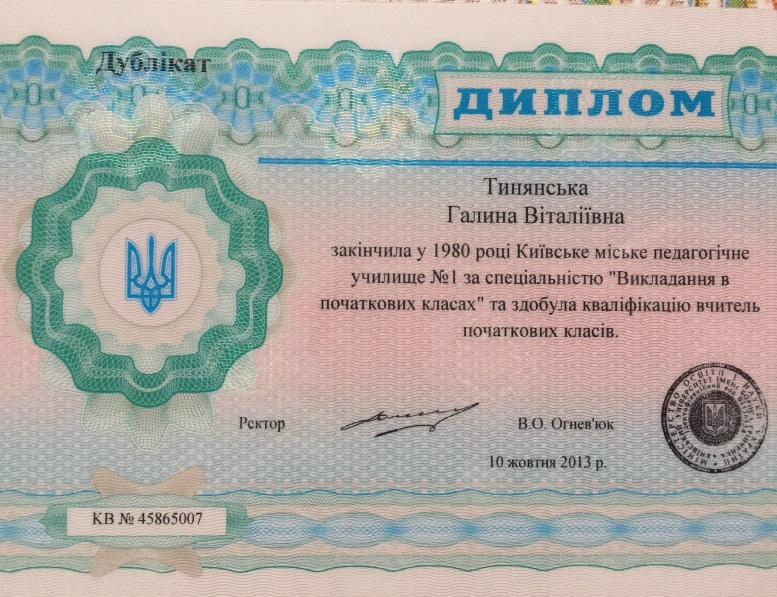 Дублікат
ДИПЛОМ
Тинянська
Галина Віталіївна
закінчила у 1980 році Київське міське педагогічне
училище №1 за спеціальністю "Викладання в
початкових класах" та здобула кваліфікацію вчитель
початкових класів.
Ректор
В.О. Огнев'юк
10 жовтня 2013 р.
КВ № 45865007